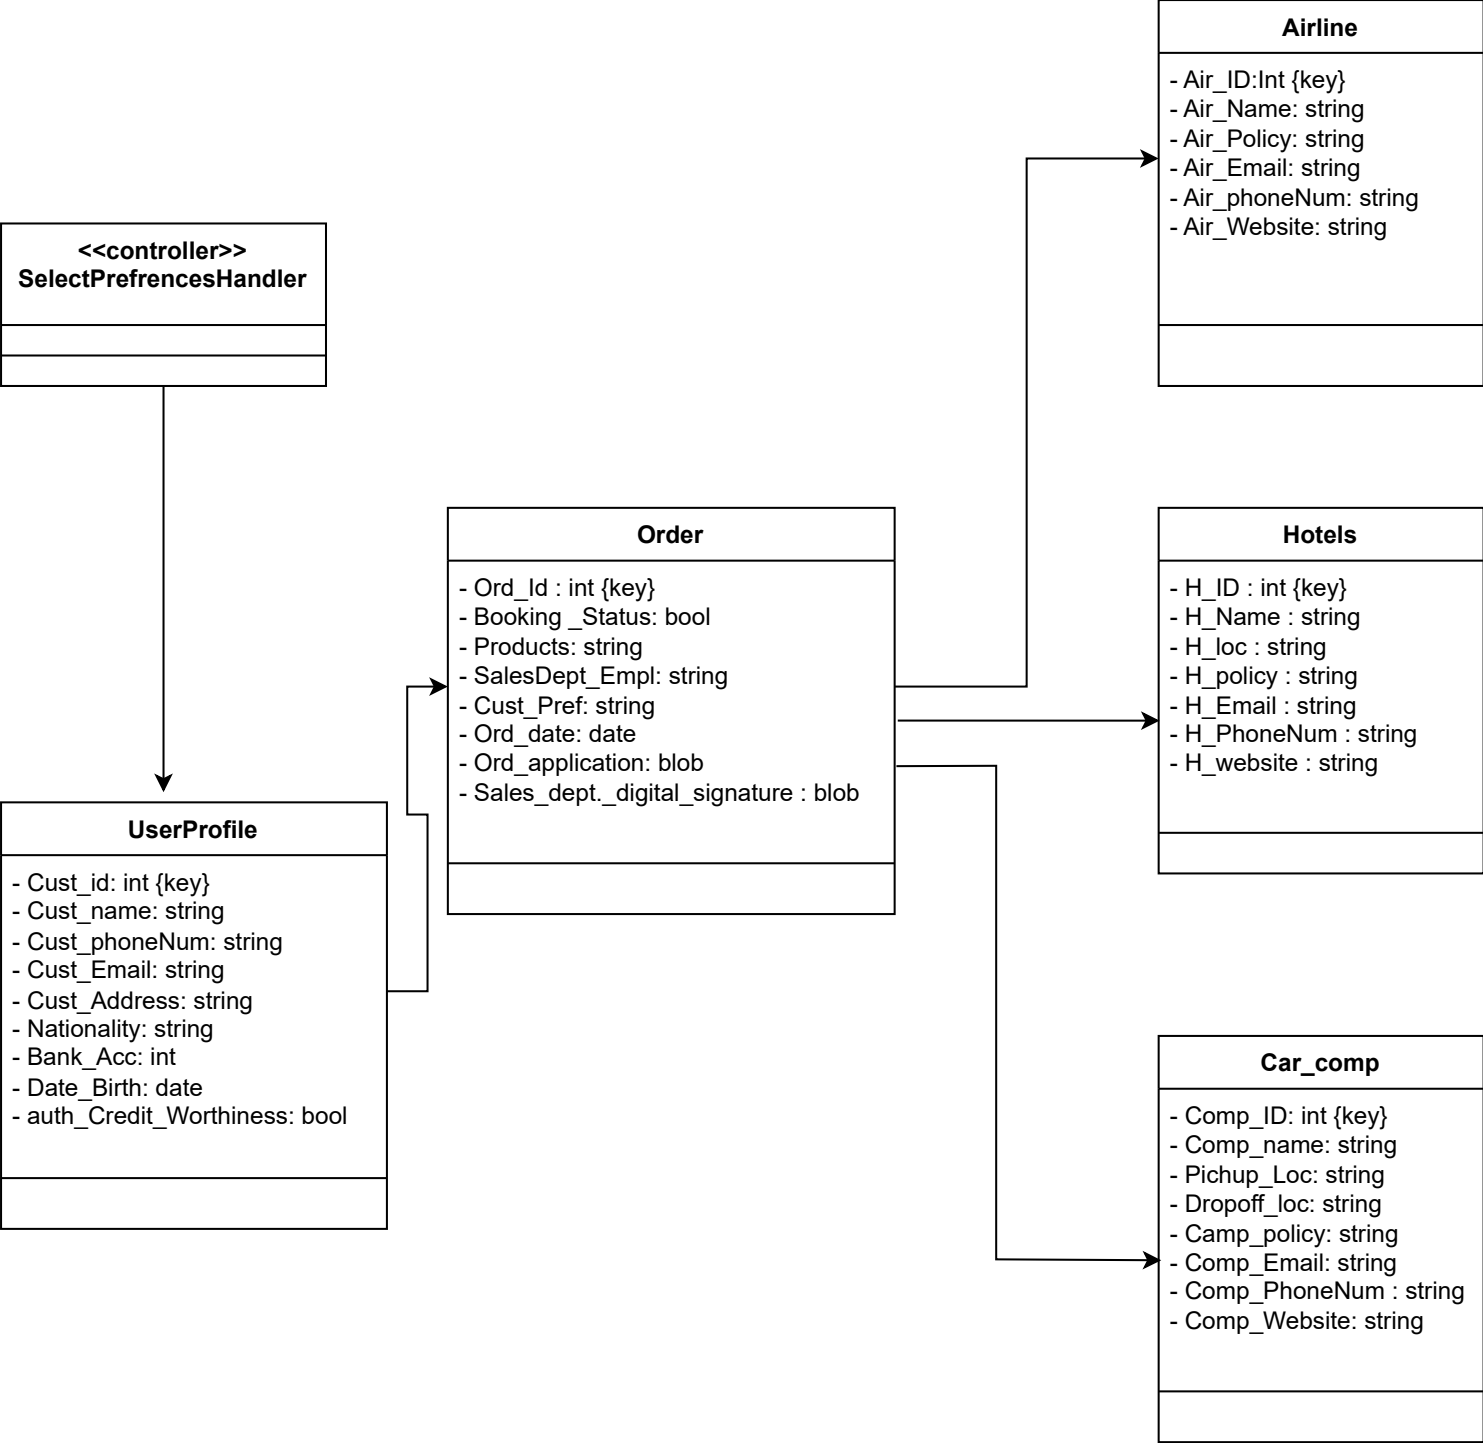 Airline
- Air_ID:Int {key}
- Air_Name: string
- Air_Policy: string
- Air_Email: string
- Air_phoneNum: string
- Air_Website: string
<<controller>>
SelectPrefrencesHandler
Order
- Ord_Id : int {key}
- Booking _Status: bool
- Products: string
- SalesDept_Empl: string
- Cust_Pref: string
- Ord_date: date
- Ord_application: blob
- Sales_dept._digital_signature : blob
Hotels
- H_ID : int {key}
- H_Name : string
- H_loc : string
- H_policy : string
- H_Email : string
- H_PhoneNum : string
- H_website : string
UserProfile
- Cust_id: int {key}
- Cust_name: string
- Cust_phoneNum: string
- Cust_Email: string
- Cust_Address: string
- Nationality: string
- Bank_Acc: int
- Date_Birth: date
- auth_Credit_Worthiness: bool
Car_comp
- Comp_ID: int {key}
- Comp_name: string
- Pichup_Loc: string
- Dropoff_loc: string
- Camp_policy: string
- Comp_Email: string
- Comp_PhoneNum : string
- Comp_Website: string